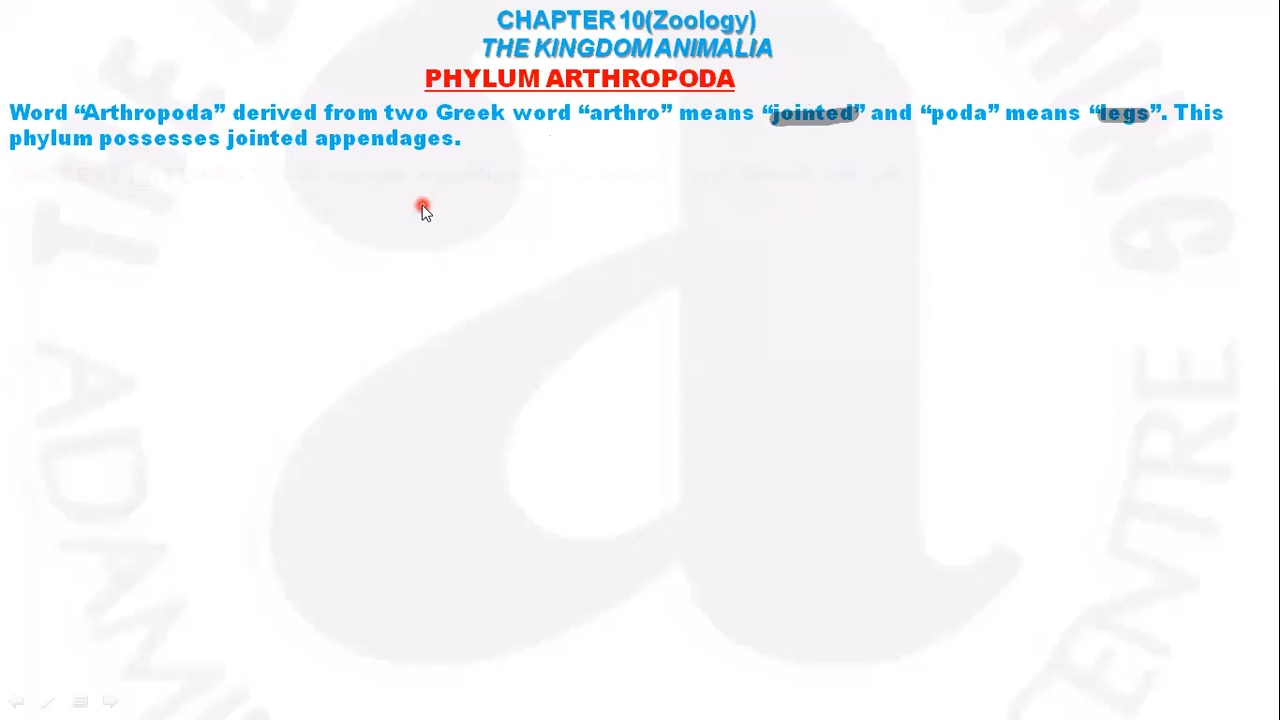 CHAPTER 10(Zoology)
THE KINGDOM ANIMALIA
PHYLUM ARTHROPODA
Word “Arthropoda” derived from two Greek word “arthro” means “jointed” and “poda” means “legs”. This
phylum possesses jointed appendages.